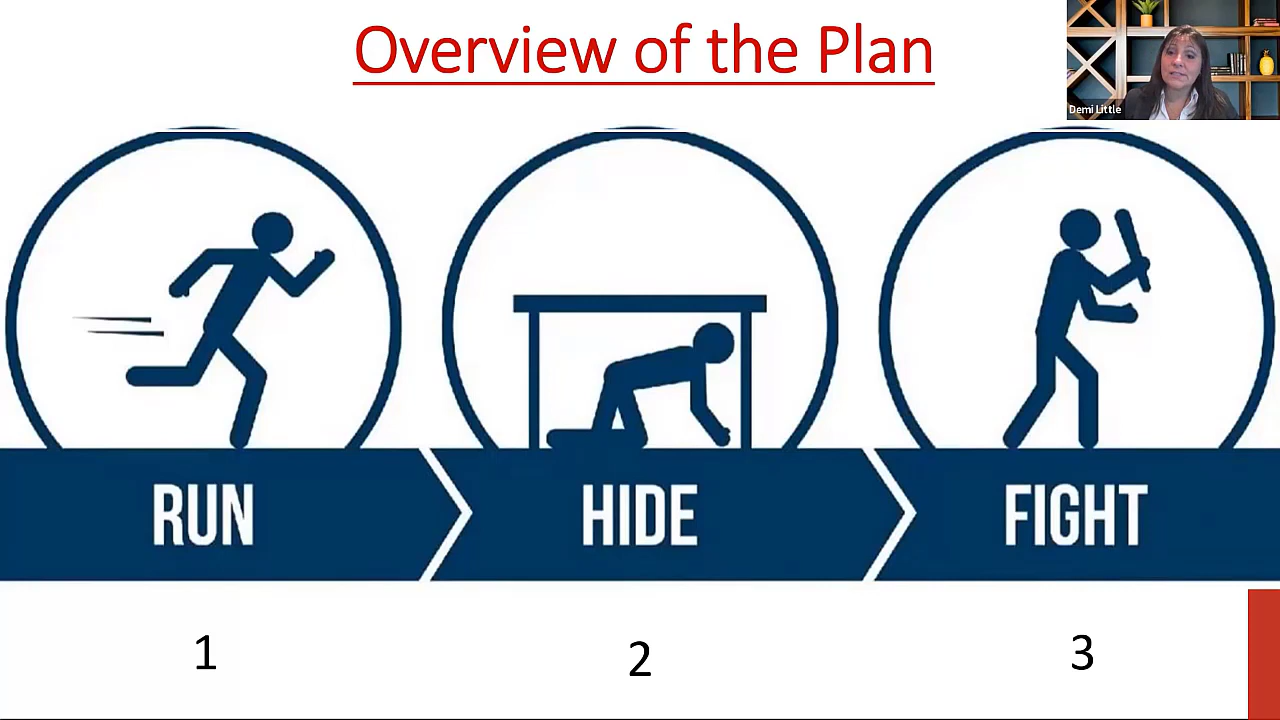 Overview of the Plan
Demi Little
RUN
HIDE
FIGHT
1
2
3